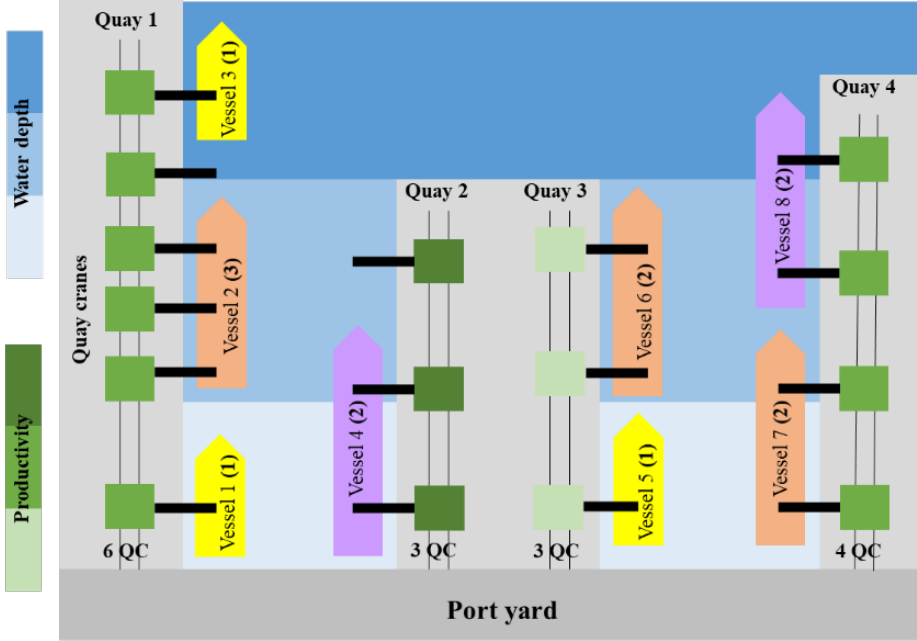 Quay 1
Quay 4
Quay 2
Quay 3
Water depth
Productivity
Quay cranes
Vessel 3 (1)
Vessel 2 (3)
Vessel 1 (1)
Vessel 4 (2)
Vessel 6 (2)
Vessel 5 (1)
Vessel 8 (2)
Vessel 7 (2)
6 QC
3 QC
3 QC
4 QC
Port yard